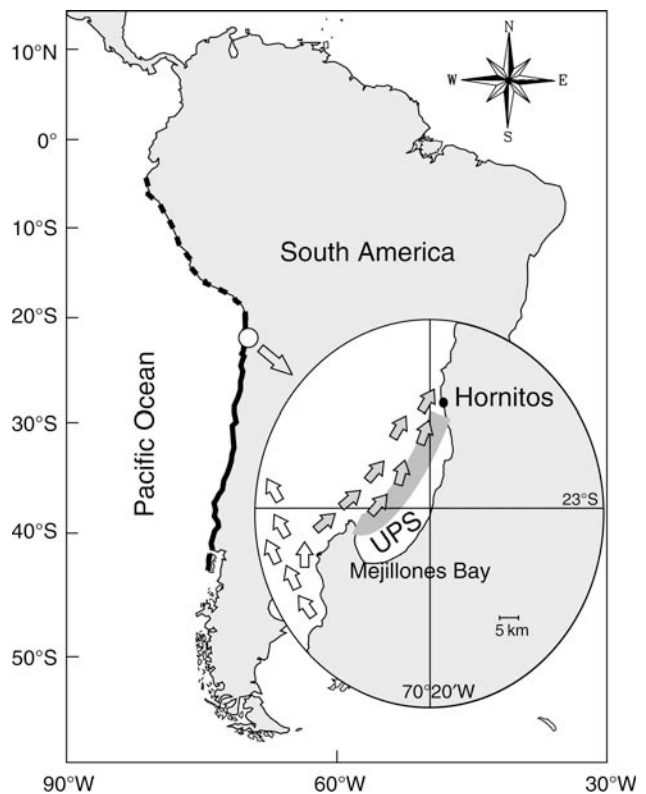 N
W E
S
10°N
0°
10°S
20°S
30°S
40°S
50°S
South America
Pacific Ocean
Hornitos
23°S
UPS
Mejillones Bay
5 km
70°20′W
90°W 60°W 30°W